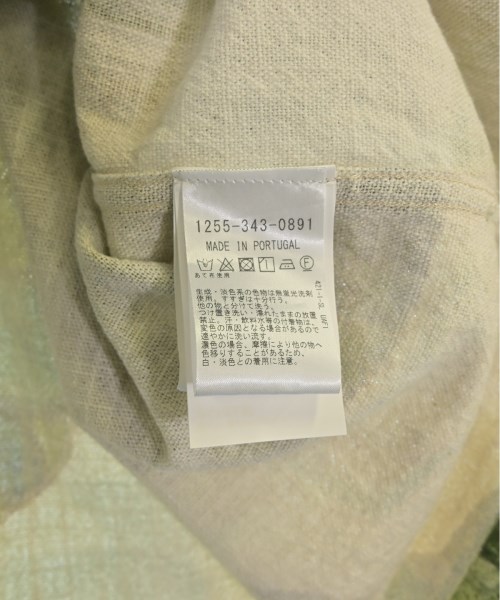 1255-343-0891
MADE IN PORTUGAL
あて布使用
生成・淡色系の色物は無蛍光洗剤
使用。すすぎは十分行う。
他の物と分けて洗う。
つけ置き洗い・濡れたままの放置
禁止。汗・飲料水等の付着物は、
変色の原因となる場合があるので
速やかに洗い流す。
濃色の場合、摩擦により他の物へ
色移りすることがあるため、
白・淡色との着用に注意。